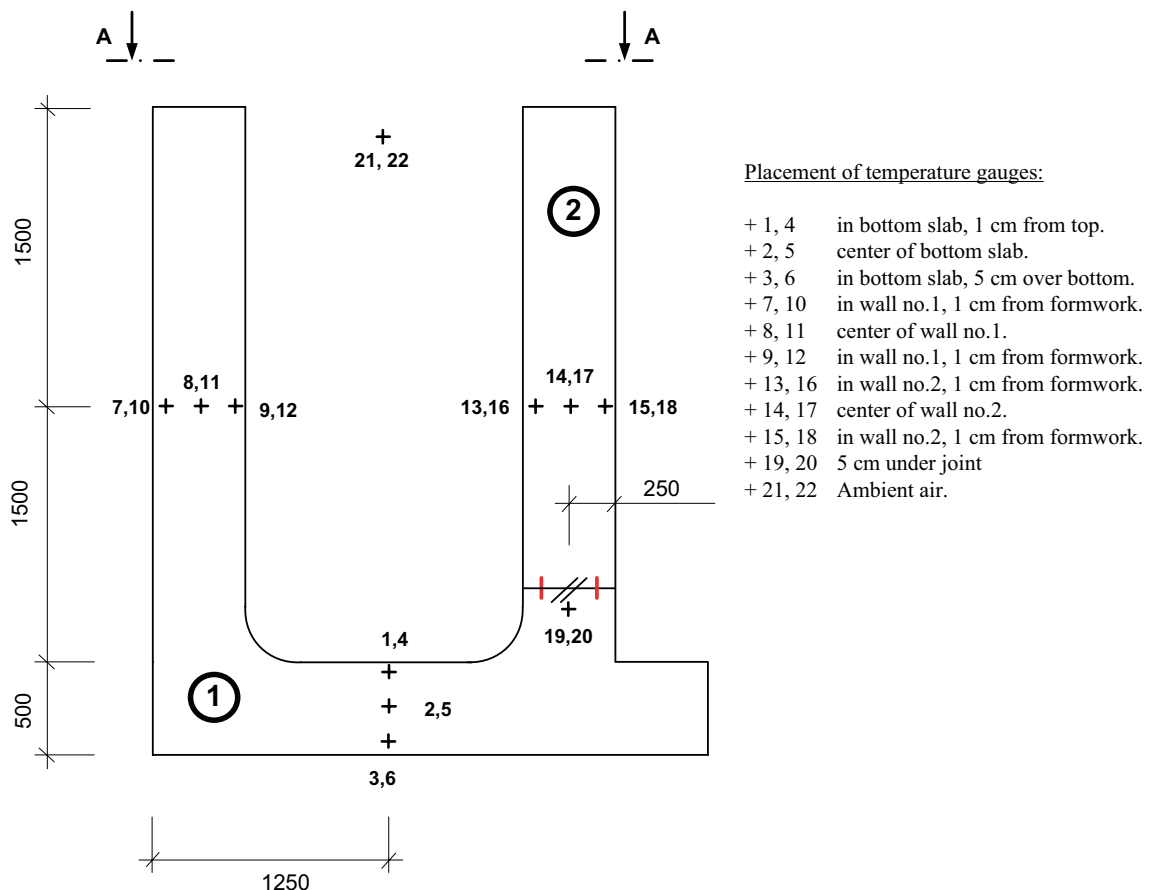 A
A
21, 22
2
1500
8,11
14,17
7,10
9,12
13,16
15,18
250
1500
19,20
1,4
1
2,5
500
3,6
1250
Placement of temperature gauges:
+ 1, 4 in bottom slab, 1 cm from top.
+ 2, 5 center of bottom slab.
+ 3, 6 in bottom slab, 5 cm over bottom.
+ 7, 10 in wall no.1, 1 cm from formwork.
+ 8, 11 center of wall no.1.
+ 9, 12 in wall no.1, 1 cm from formwork.
+ 13, 16 in wall no.2, 1 cm from formwork.
+ 14, 17 center of wall no.2.
+ 15, 18 in wall no.2, 1 cm from formwork.
+ 19, 20 5 cm under joint
+ 21, 22 Ambient air.